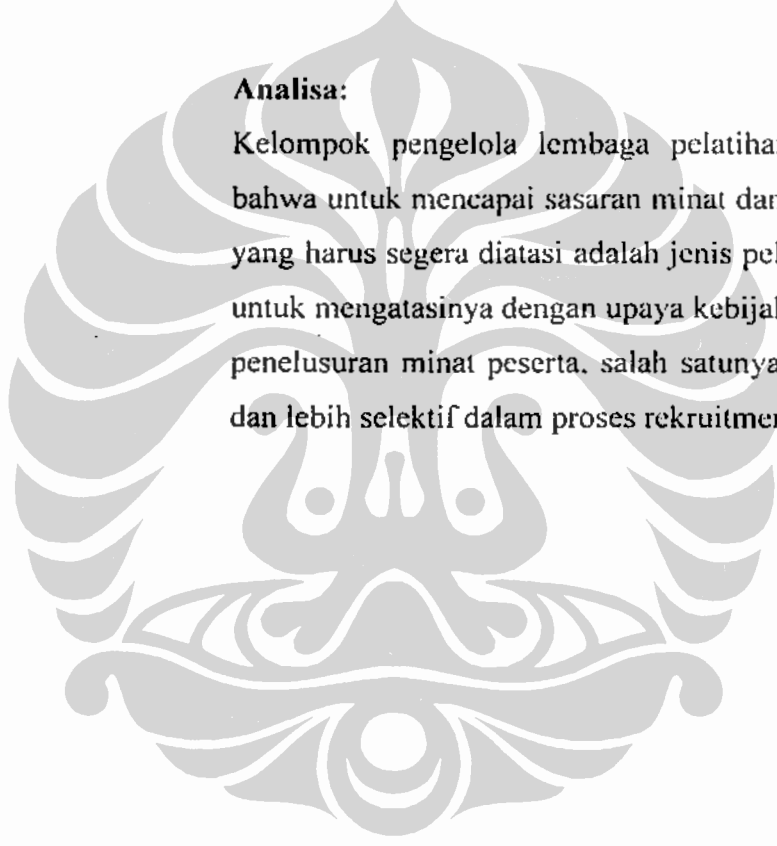 Analisa:
Kelompok pengelola lembaga pelatihan
bahwa untuk mencapai sasaran minat dan
yang harus segera diatasi adalah jenis pel
untuk mengatasinya dengan upaya kebijak
penelusuran minat peserta. salah satunya
dan lebih selektif dalam proses rekruitmen